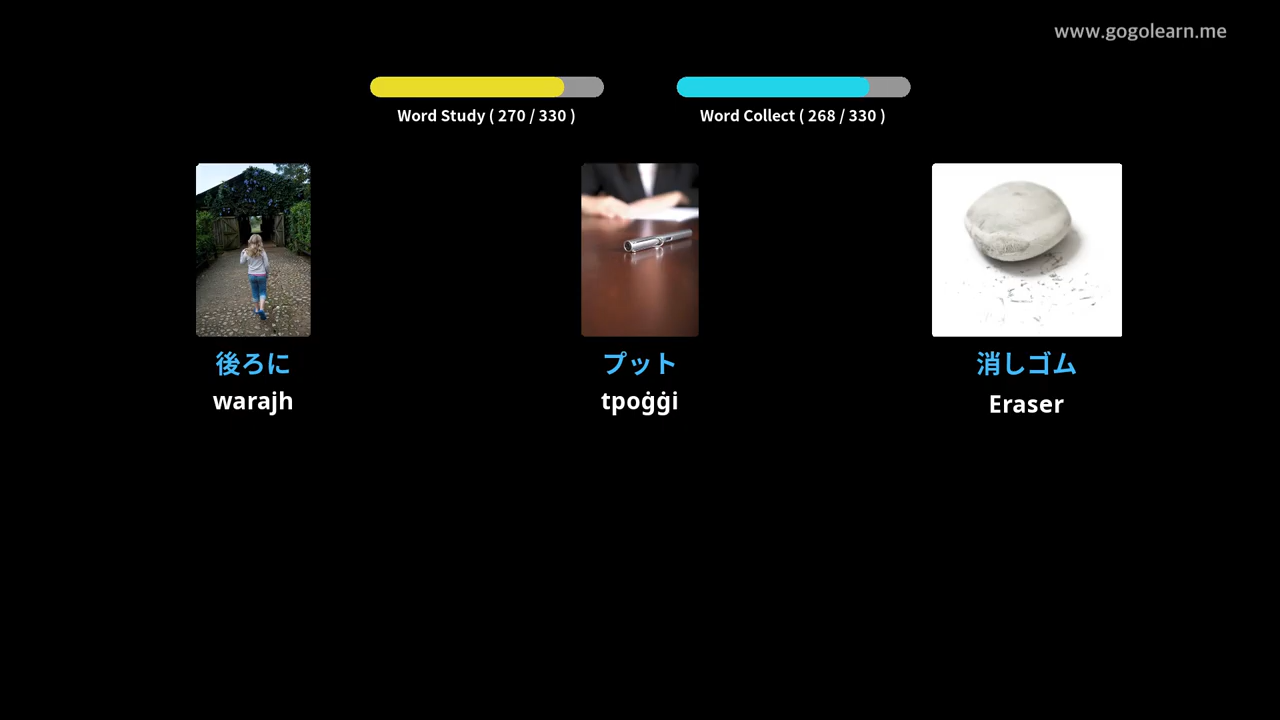 www.gogolearn.me
Word Study ( 270 / 330 )
Word Collect ( 268 / 330 )
後ろに
warajh
プット
tpoġġi
消しゴム
Eraser